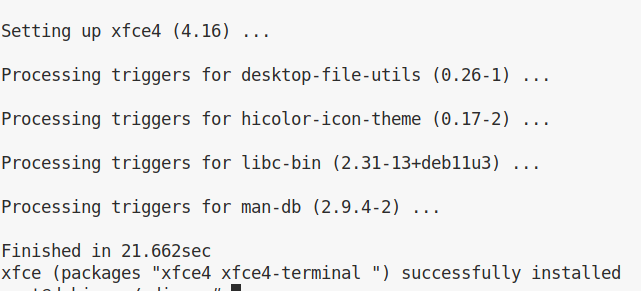 Setting up xfce4 (4.16) ...
Processing triggers for desktop-file-utils (0.26-1) ...
Processing triggers for hicolor-icon-theme (0.17-2) ...
Processing triggers for libc-bin (2.31-13+deb11u3) ...
Processing triggers for man-db (2.9.4-2) ...
Finished in 21.662sec
xfce (packages "xfce4 xfce4-terminal ") successfully installed